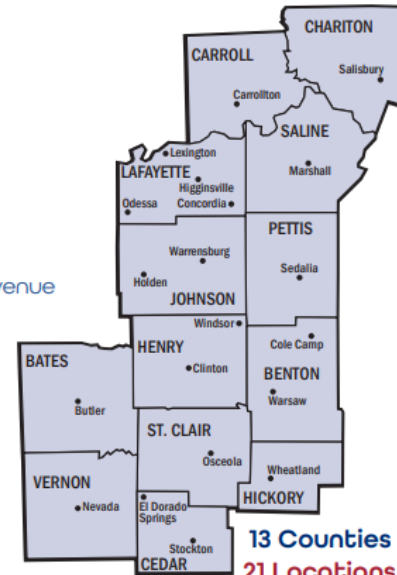 CHARITON
CARROLL
Salisbury
Carrollton
SALINE
Lexington
LAFAYETTE
Marshall
Higginsville
Odessa
Concordia
PETTIS
Warrensburg
Sedalia
venue
Holden
JOHNSON
Windsor
Cole Camp
HENRY
BATES
Clinton
BENTON
Warsaw
Butler
ST. CLAIR
Osceola
Wheatland
VERNON
El Dorado
Springs
HICKORY
Nevada
13 Counties
Stockton
CEDAR
21 Locations